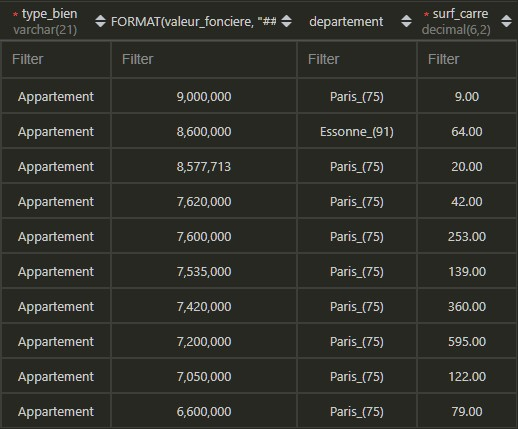 * type_bien FORMAT(valeur_fonciere, "## departement * surf_carre
varchar(21) decimal(6,2)
Filter Filter Filter Filter
Appartement 9,000,000 Paris_(75) 9.00
Appartement 8,600,000 Essonne_(91) 64.00
Appartement 8,577,713 Paris_(75) 20.00
Appartement 7,620,000 Paris_(75) 42.00
Appartement 7,600,000 Paris_(75) 253.00
Appartement 7,535,000 Paris_(75) 139.00
Appartement 7,420,000 Paris_(75) 360.00
Appartement 7,200,000 Paris_(75) 595.00
Appartement 7,050,000 Paris_(75) 122.00
Appartement 6,600,000 Paris_(75) 79.00